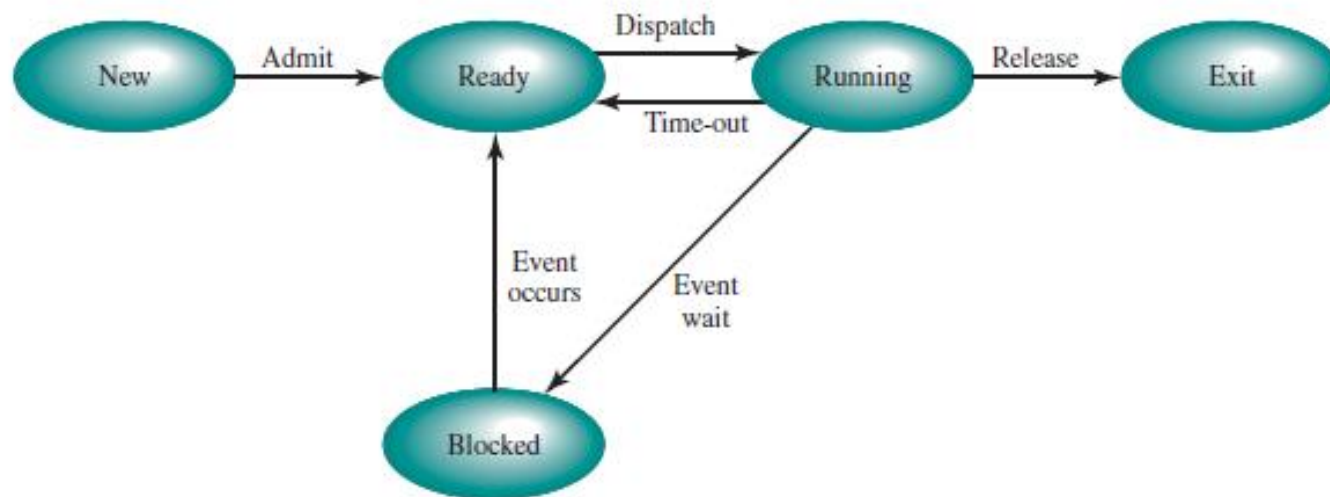 Dispatch
New
Admit
Ready
Running
Release
Exit
Time-out
Event
occurs
Event
wait
Blocked